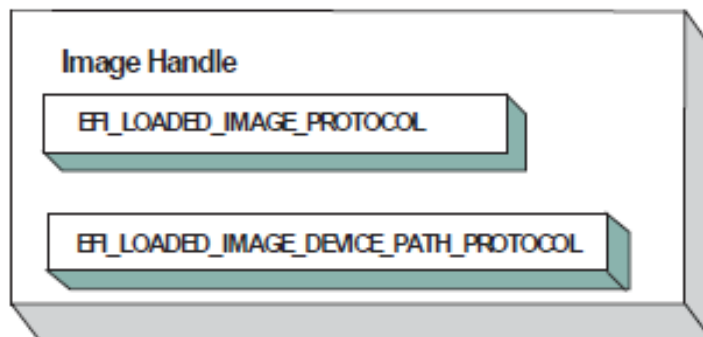 Image Handle
EFI_LOADED_IMAGE_PROTOCOL
EFI_LOADED_IMAGE_DEVICE_PATH_PROTOCOL